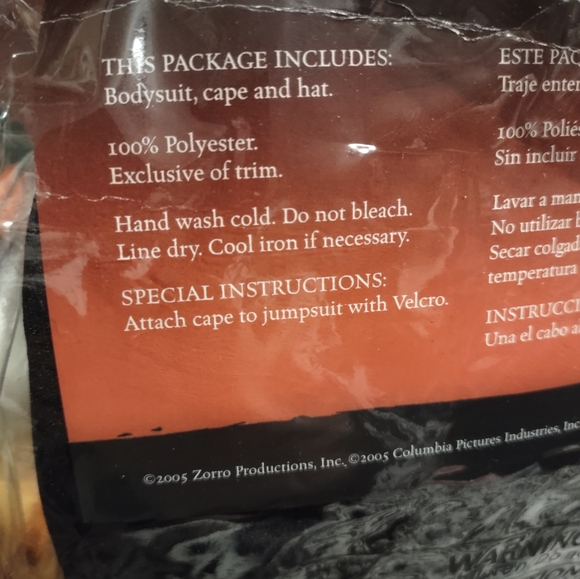 THIS PACKAGE INCLUDES:
Bodysuit, cape and hat.
100% Polyester.
Exclusive of trim.
Hand wash cold. Do not bleach.
Line dry. Cool iron if necessary.
SPECIAL INSTRUCTIONS:
Attach cape to jumpsuit with Velcro.
ESTE PAC
Traje enter
100% Poliés
Sin incluir
Lavar a man
No utilizar
Secar colgad
temperatura
INSTRUCCI
Una el cabo a
©2005 Zorro Productions, Inc. ©2005 Columbia Pictures Industries, Inc
WARNING